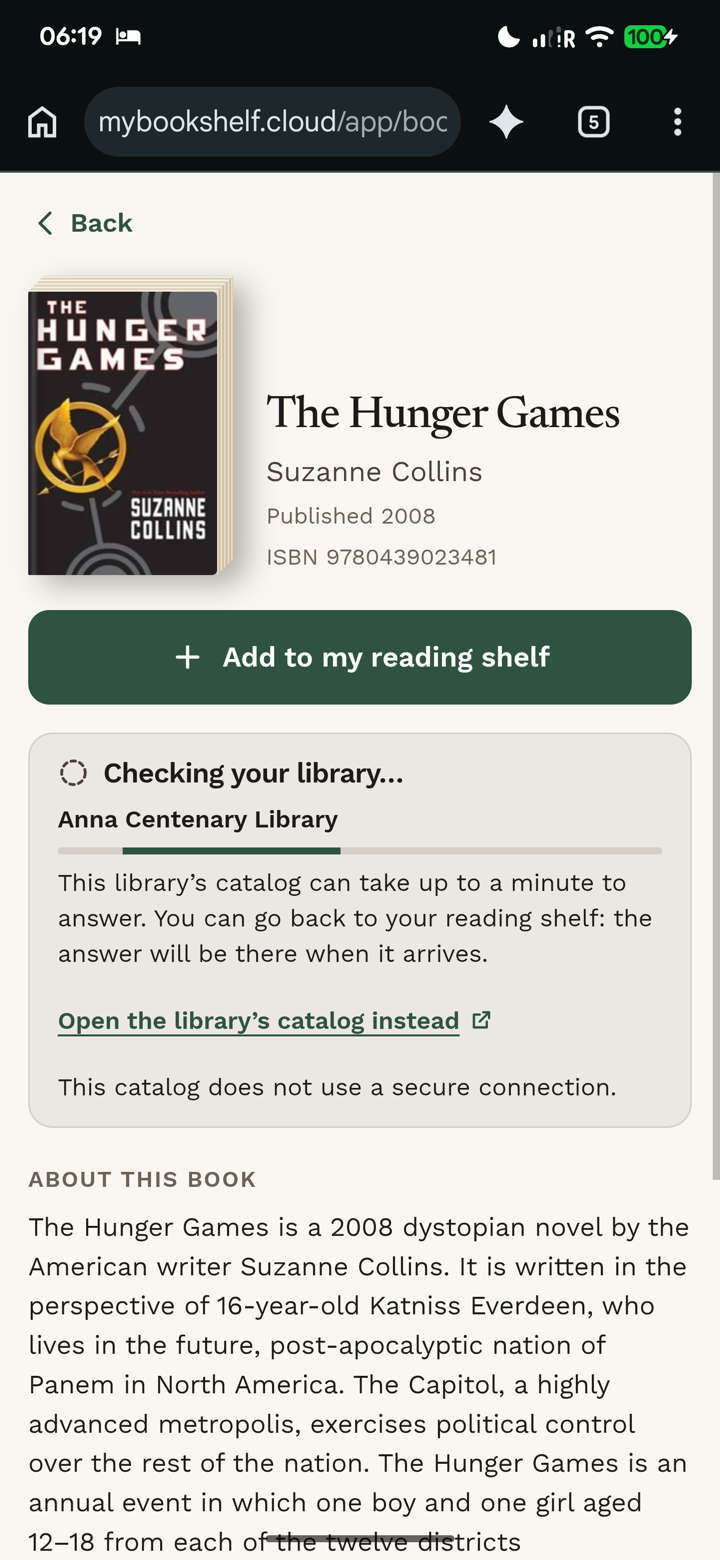 06:19
R
100
mybookshelf.cloud/app/boo
5
Back
THE
HUNGER
GAMES
SUZANNE
COLLINS
The Hunger Games
Suzanne Collins
Published 2008
ISBN 9780439023481
Add to my reading shelf
Checking your library...
Anna Centenary Library
This library’s catalog can take up to a minute to
answer. You can go back to your reading shelf: the
answer will be there when it arrives.
Open the library’s catalog instead
This catalog does not use a secure connection.
ABOUT THIS BOOK
The Hunger Games is a 2008 dystopian novel by the
American writer Suzanne Collins. It is written in the
perspective of 16-year-old Katniss Everdeen, who
lives in the future, post-apocalyptic nation of
Panem in North America. The Capitol, a highly
advanced metropolis, exercises political control
over the rest of the nation. The Hunger Games is an
annual event in which one boy and one girl aged
12–18 from each of the twelve districts